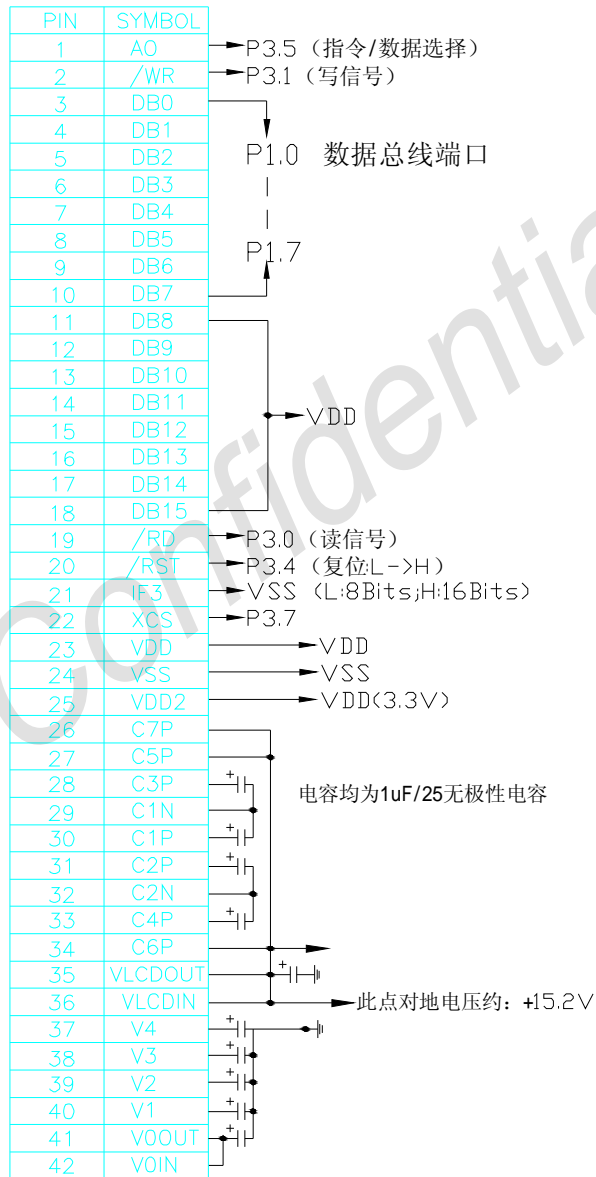 PIN SYMBOL
1 A0 P3.5（指令/数据选择）
2 /WR P3.1（写信号）
3 DB0
4 DB1
5 DB2 P1.0 数据总线端口
6 DB3
7 DB4
8 DB5 P1.7
9 DB6
10 DB7
11 DB8
12 DB9
13 DB10
14 DB11
15 DB12 VDD
16 DB13
17 DB14
18 DB15
19 /RD P3.0（读信号）
20 /RST P3.4（复位:L->H）
21 IF3 VSS (L:8Bits;H:16Bits)
22 XCS P3.7
23 VDD VDD
24 VSS VSS
25 VDD2 VDD(3.3V)
26 C7P
27 C5P
28 C3P + 电容均为1uF/25无极性电容
29 C1N
30 C1P +
31 C2P +
32 C2N
33 C4P +
34 C6P
35 VLCDOUT +
36 VLCDIN 此点对地电压约：+15.2V
37 V4 +
38 V3 +
39 V2 +
40 V1 +
41 V0OUT +
42 V0IN
Confidentia